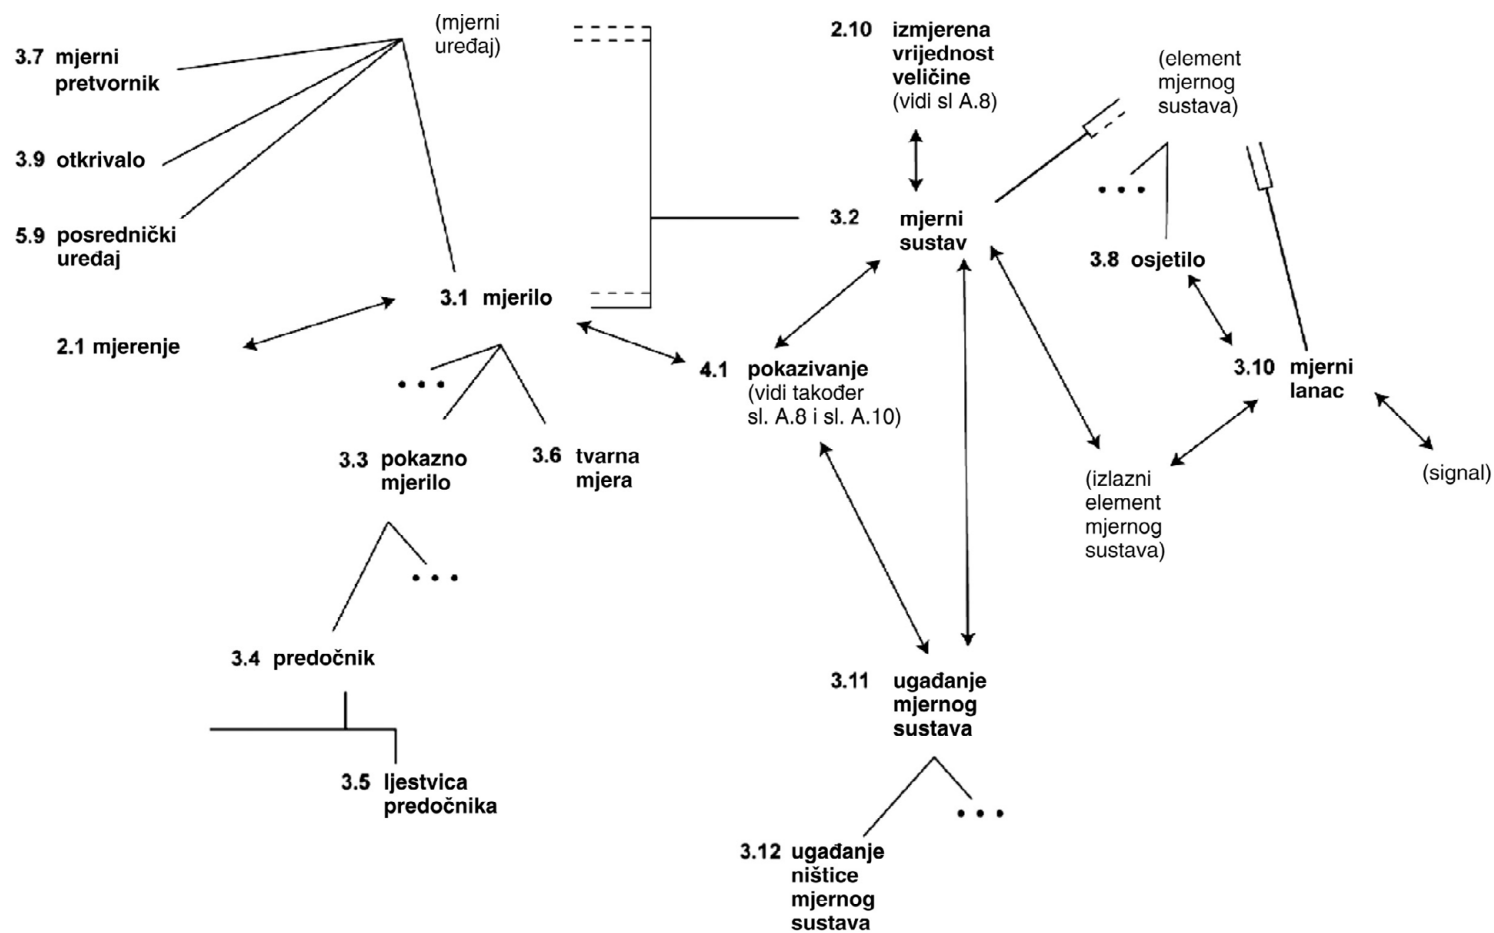 (mjerni
uređaj)
3.7 mjerni
pretvornik
3.9 otkrivalo
5.9 posrednički
uređaj
3.1 mjerilo
2.1 mjerenje
3.3 pokazno
mjerilo
3.6 tvarna
mjera
3.4 predočnik
3.5 ljestvica
predočnika
2.10 izmjerena
vrijednost
veličine
(vidi sl A.8)
(element
mjernog
sustava)
3.2 mjerni
sustav
3.8 osjetilo
4.1 pokazivanje
(vidi također
sl. A.8 i sl. A.10)
3.10 mjerni
lanac
(izlazni
element
mjernog
sustava)
(signal)
3.11 ugađanje
mjernog
sustava
3.12 ugađanje
ništice
mjernog
sustava